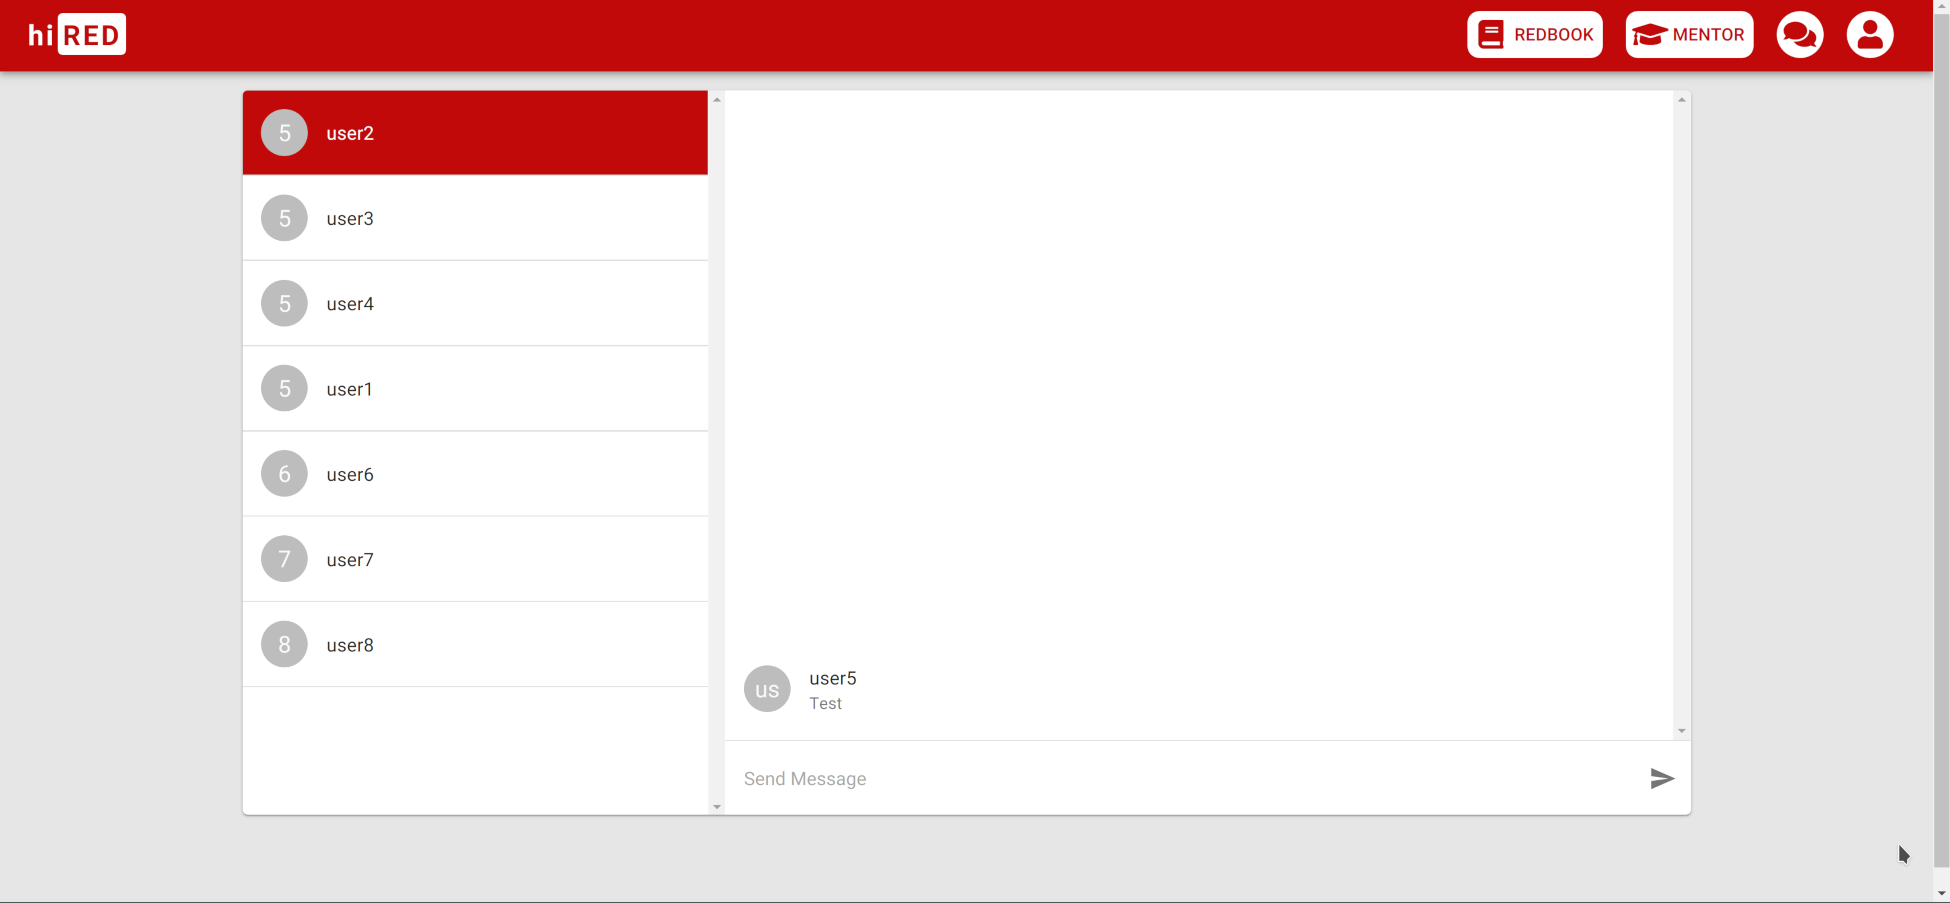 hi RED
REDBOOK
MENTOR
5 user2
5 user3
5 user4
5 user1
6 user6
7 user7
8 user8
us user5
Test
Send Message